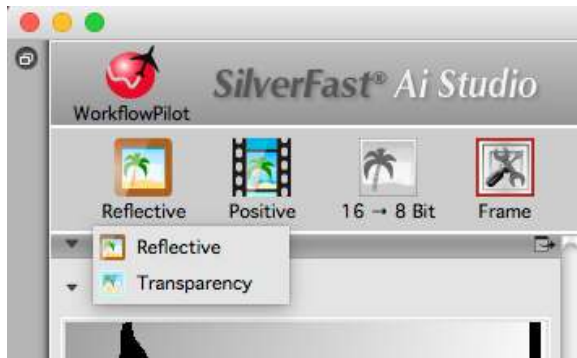 SilverFast® Ai Studio
WorkflowPilot
Reflective Positive 16 → 8 Bit Frame
Reflective
Transparency